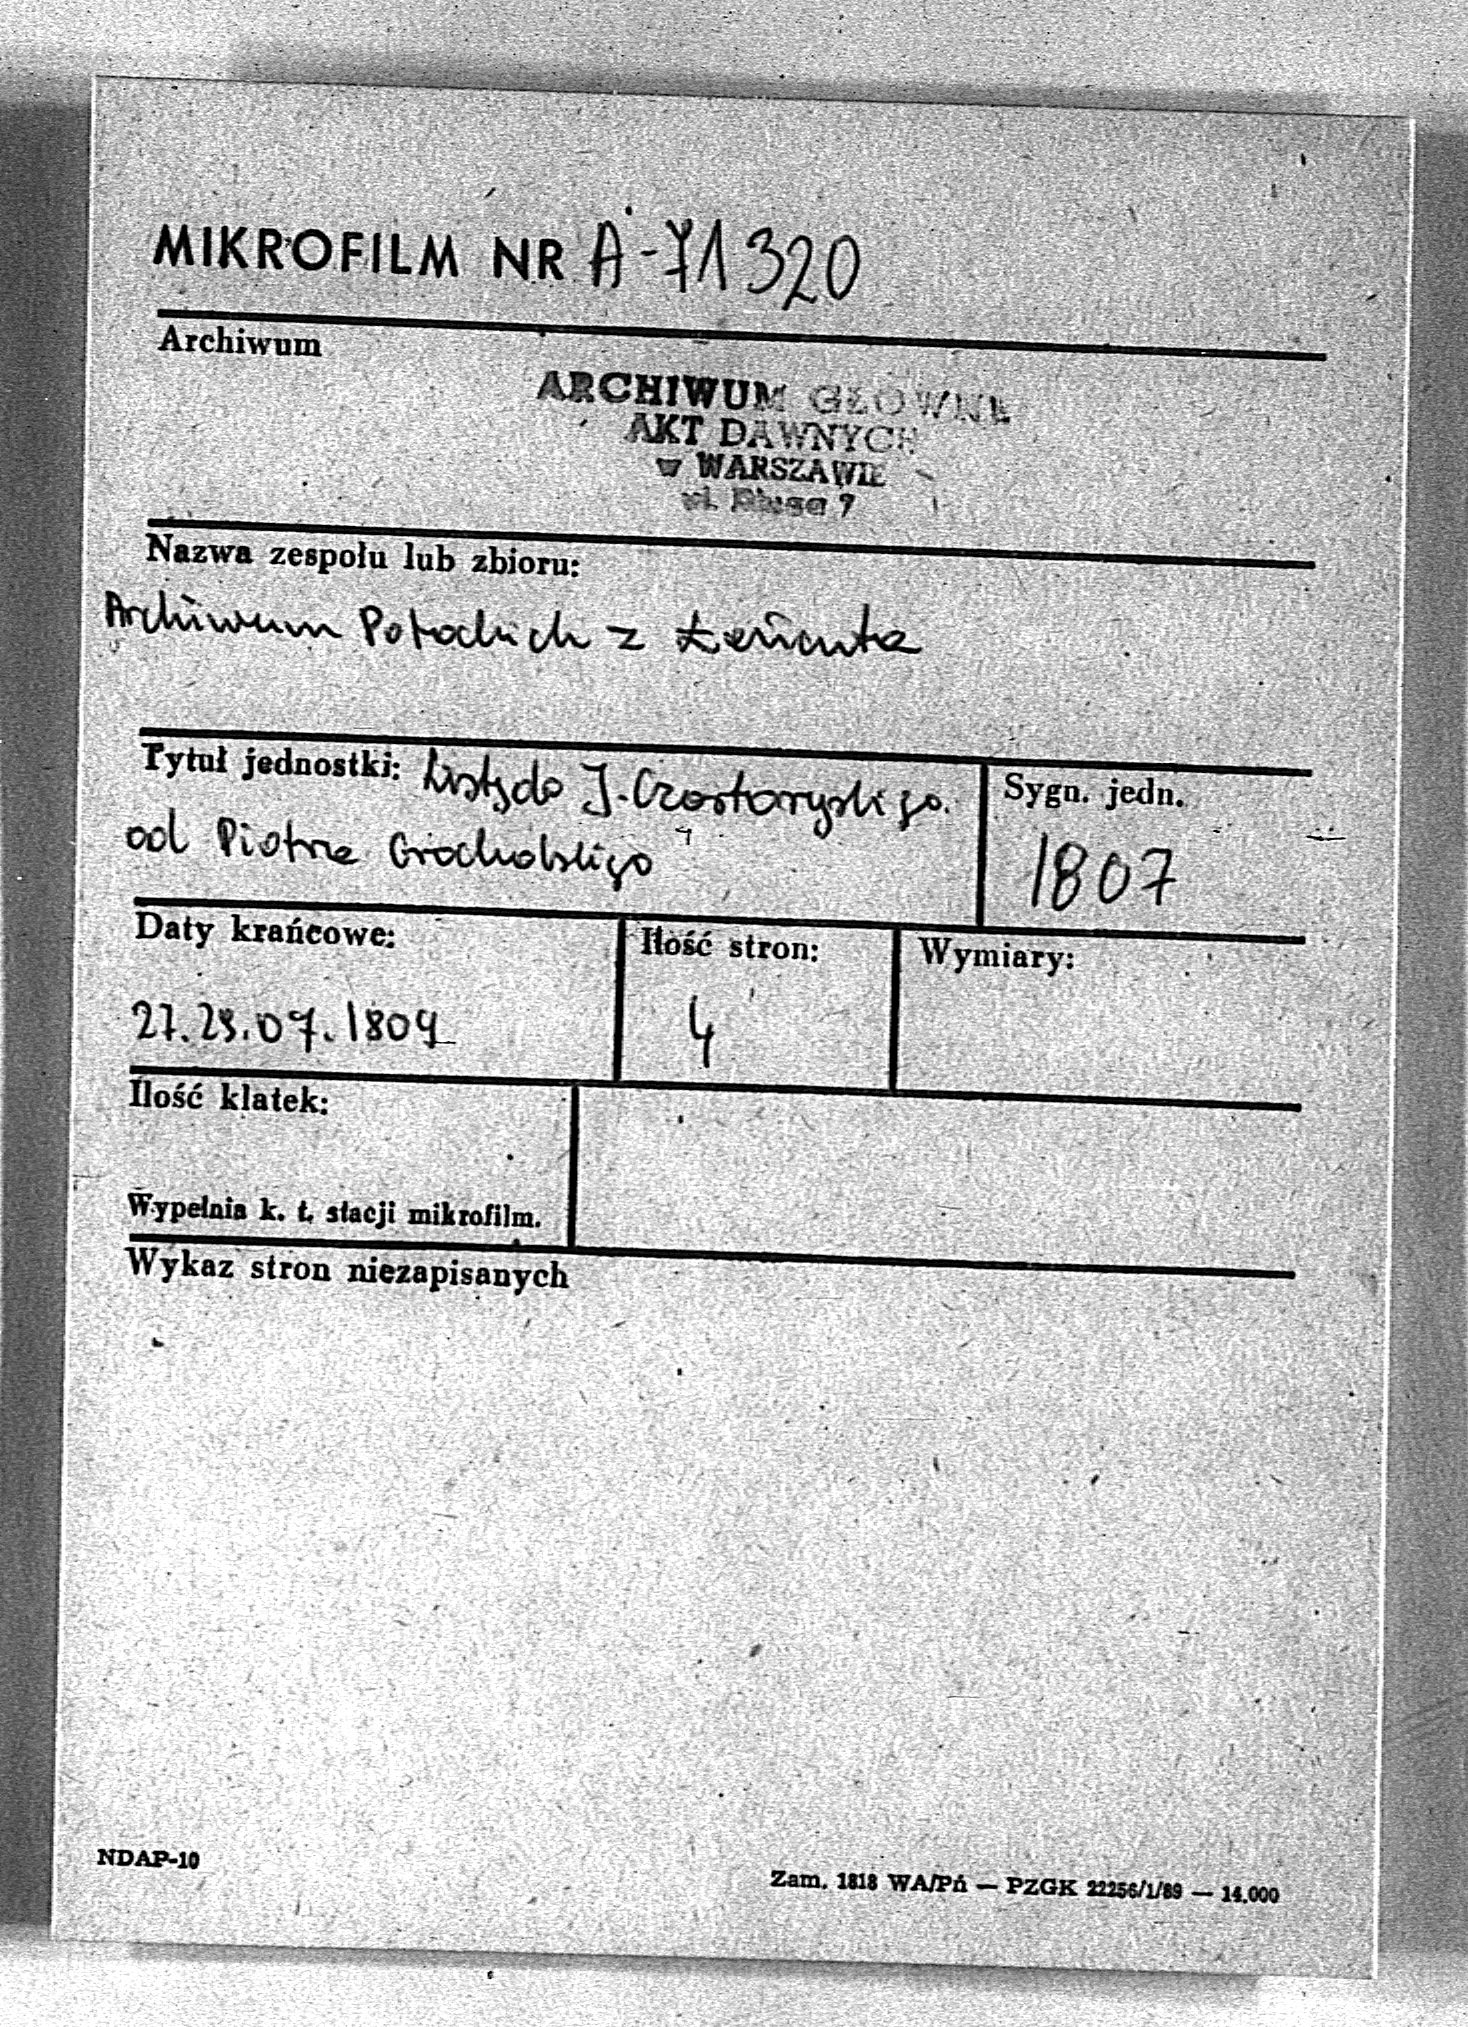 MIKROFILM NR A-71320
Archiwum
ARCHIWUM GŁÓWNE
AKT DAWNYCH
w WARSZAWIE
ul. Długa 7
Nazwa zespołu lub zbioru:
Archiwum Potockich z Łańcuta
Tytuł jednostki: Listy do J. Czartoryskiego
od Piotra Grocholskiego
Sygn. jedn.
1807
Daty krańcowe:
Ilość stron:
Wymiary:
27.28.07.1809
4
Ilość klatek:
Wypełnia k. t. stacji mikrofilm.
Wykaz stron niezapisanych
NDAP-10
Zam. 1818 WA/Pń — PZGK 22256/1/89 — 14.000